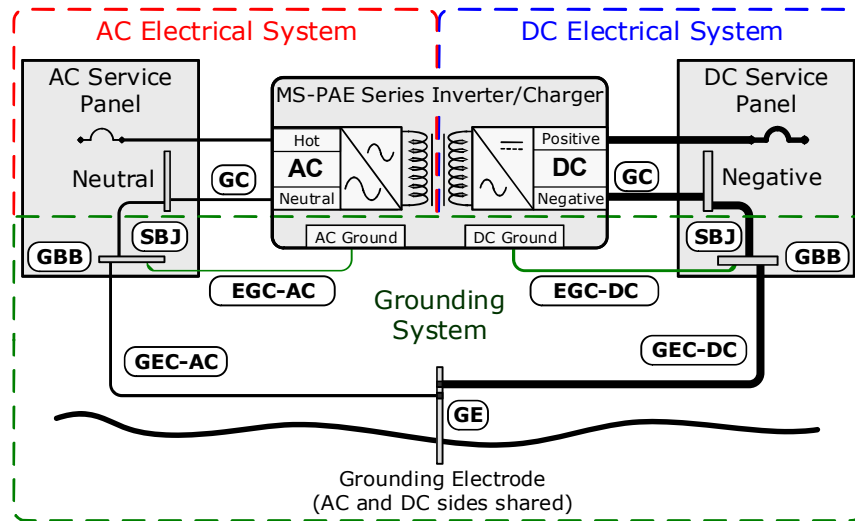 AC Electrical System
DC Electrical System
AC Service
Panel
MS-PAE Series Inverter/Charger
DC Service
Panel
Hot
AC
Neutral
Positive
DC
Negative
Neutral
GC
GC
Negative
SBJ
SBJ
GBB
GBB
AC Ground
DC Ground
EGC-AC
EGC-DC
Grounding
System
GEC-AC
GEC-DC
GE
Grounding Electrode
(AC and DC sides shared)